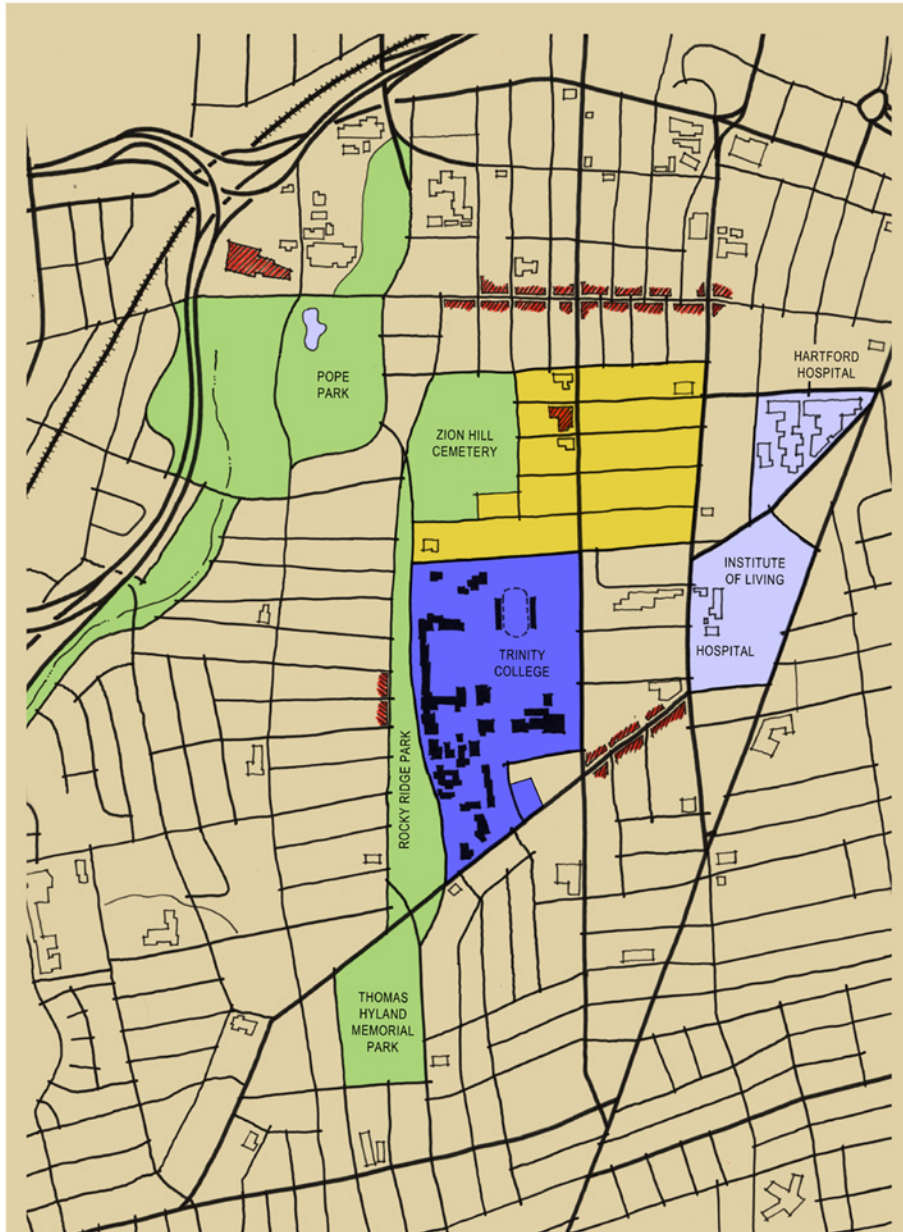 HARTFORD
HOSPITAL
POPE
PARK
ZION HILL
CEMETERY
INSTITUTE
OF LIVING
HOSPITAL
TRINITY
COLLEGE
ROCKY RIDGE PARK
THOMAS
HYLAND
MEMORIAL
PARK